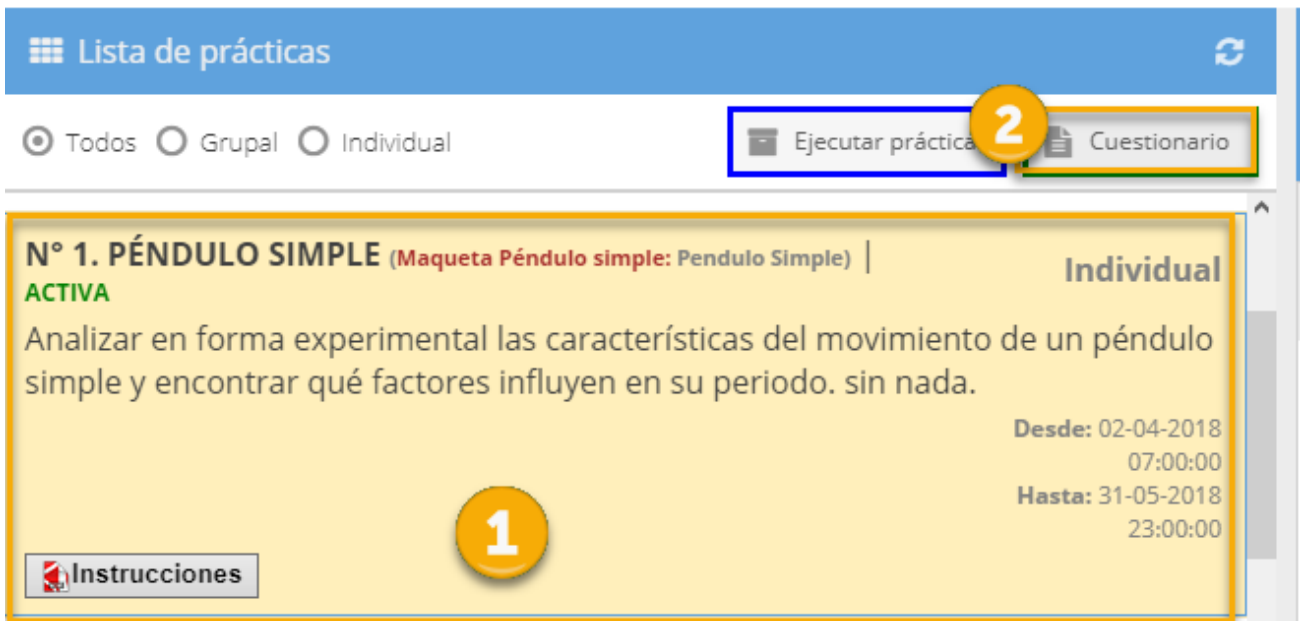 Lista de prácticas
Todos Grupal Individual
Ejecutar práctica 2 Cuestionario
N° 1. PÉNDULO SIMPLE (Maqueta Péndulo simple: Pendulo Simple) |
ACTIVA
Individual
Analizar en forma experimental las características del movimiento de un péndulo
simple y encontrar qué factores influyen en su periodo. sin nada.
Desde: 02-04-2018
07:00:00
Hasta: 31-05-2018
23:00:00
1
Instrucciones